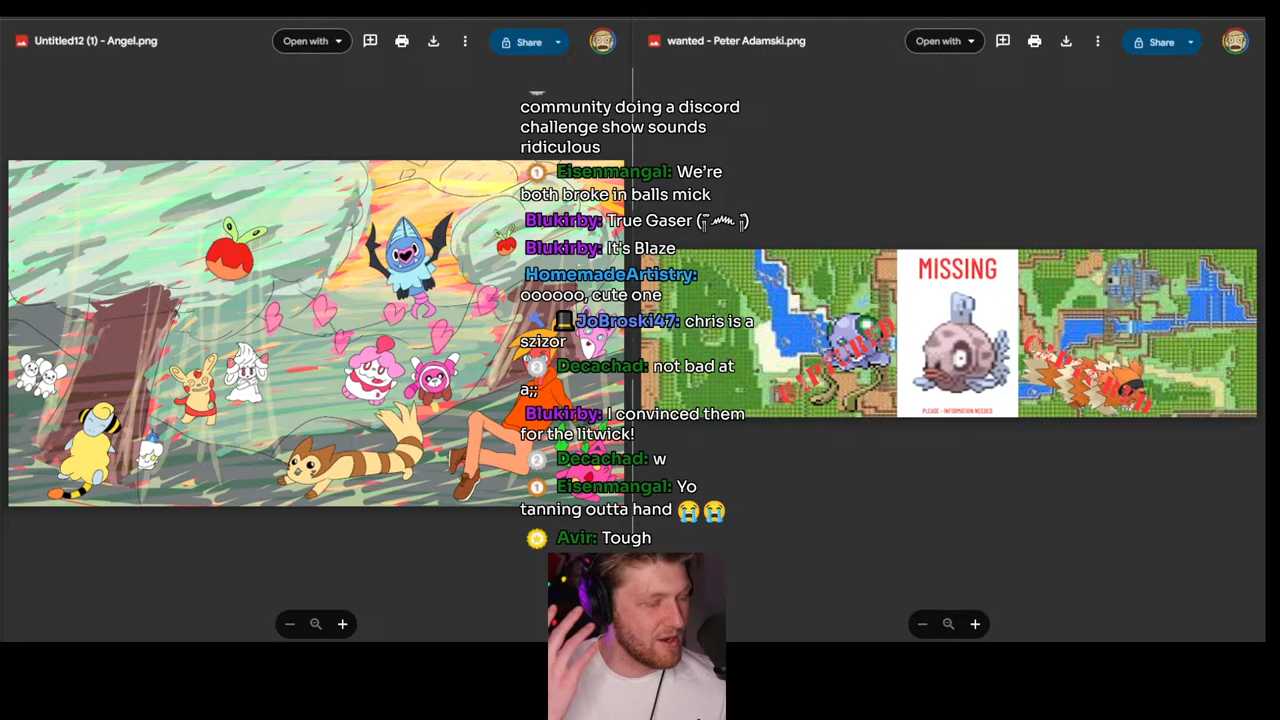 Untitled12 (1) - Angel.png
Open with
Share
wanted - Peter Adamski.png
Open with
Share
community doing a discord
challenge show sounds
ridiculous
Eisenmangal: We're
both broke in balls mick
Blukirby: True Gaser
Blukirby: It's Blaze
HomemadeArtistry:
oooooo, cute one
JoBroski47: chris is a
szizor
Decachad: not bad at
a;;
Blukirby: I convinced them
for the litwick!
Decachad: w
Eisenmangal: Yo
tanning outta hand 😭😭
Avir: Tough
MISSING
PLEASE - INFORMATION NEEDED
CAPTURED
CAPTURED